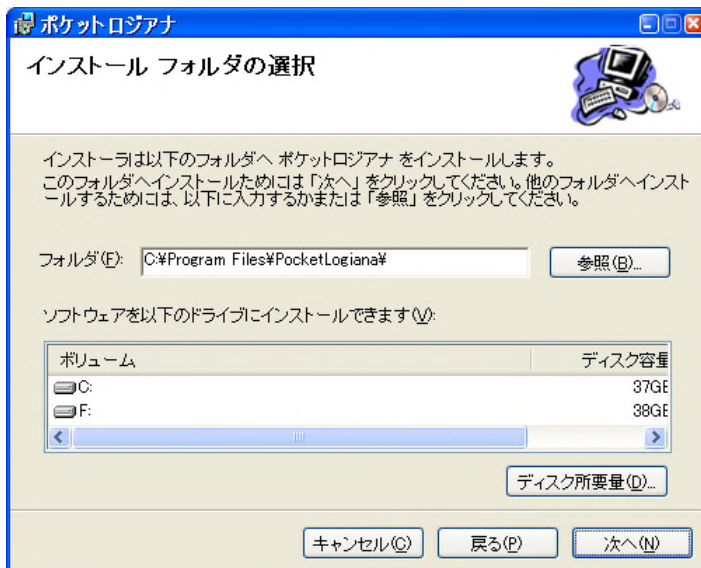 ポケットロジアナ
インストール フォルダの選択
インストーラは以下のフォルダへ ポケットロジアナ をインストールします。
このフォルダへインストールためには「次へ」をクリックしてください。他のフォルダへインスト
ールするためには、以下に入力するかまたは「参照」をクリックしてください。
フォルダ(F): C:¥Program Files¥PocketLogiana¥ 参照(B)...
ソフトウェアを以下のドライブにインストールできます(V):
ボリューム ディスク容量
C: 37GB
F: 38GB
ディスク所要量(D)...
キャンセル(C) 戻る(P) 次へ(N)